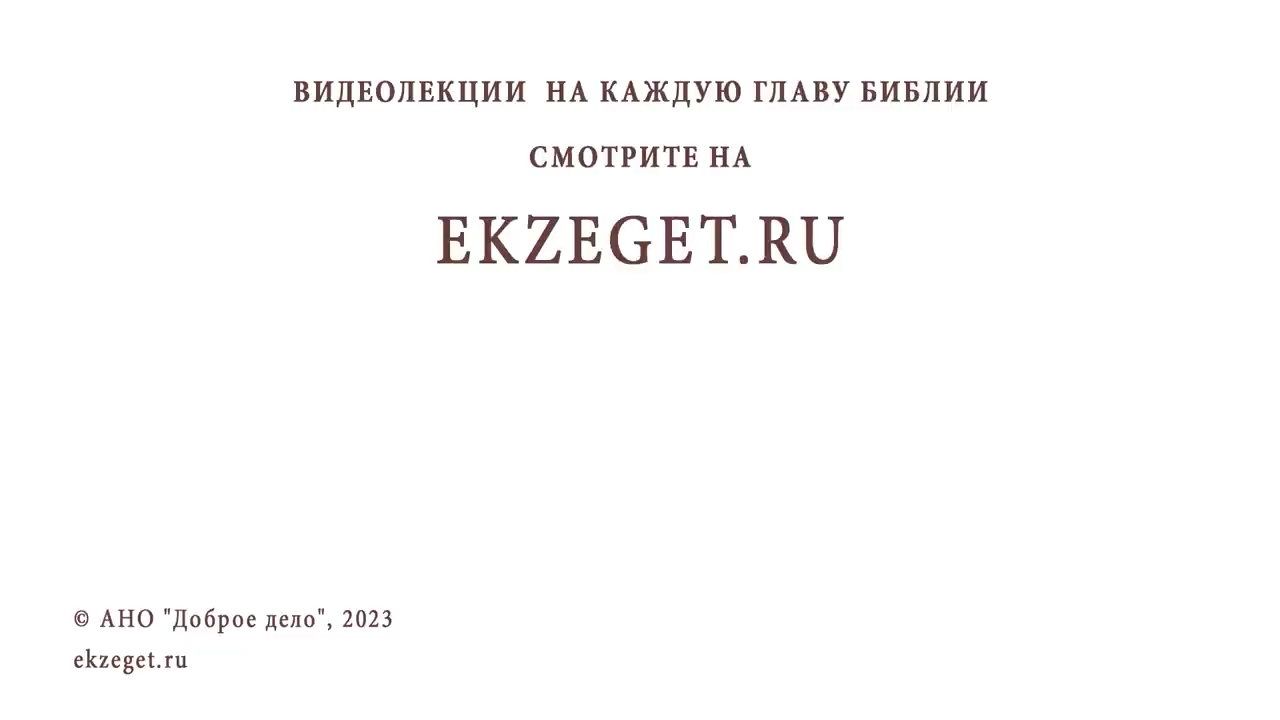 ВИДЕОЛЕКЦИИ НА КАЖДУЮ ГЛАВУ БИБЛИИ
СМОТРИТЕ НА
EKZEGET.RU
© АНО "Доброе дело", 2023
ekzeget.ru